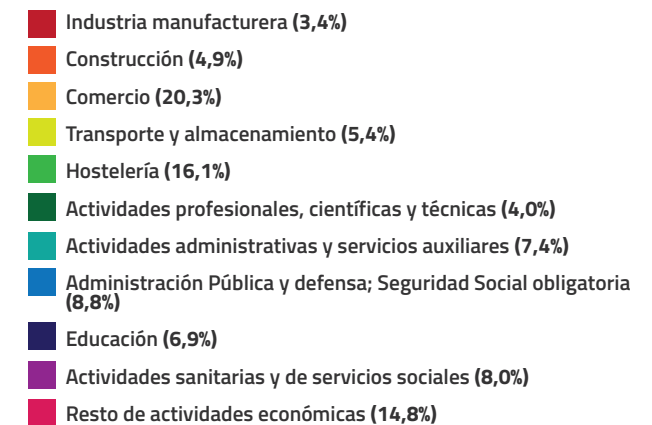 Industria manufacturera (3,4%)
Construcción (4,9%)
Comercio (20,3%)
Transporte y almacenamiento (5,4%)
Hostelería (16,1%)
Actividades profesionales, científicas y técnicas (4,0%)
Actividades administrativas y servicios auxiliares (7,4%)
Administración Pública y defensa; Seguridad Social obligatoria
(8,8%)
Educación (6,9%)
Actividades sanitarias y de servicios sociales (8,0%)
Resto de actividades económicas (14,8%)